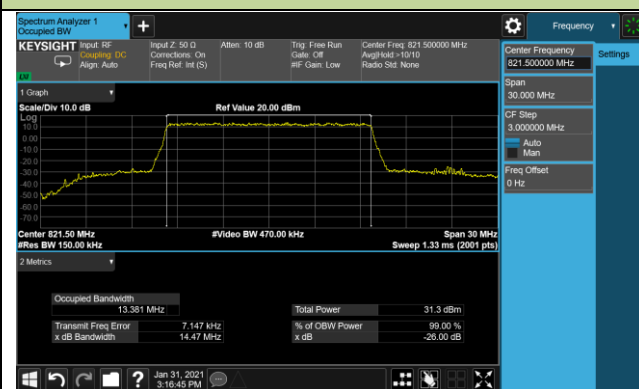 Spectrum Analyzer 1
Occupied BW
Frequency
KEYSIGHT
Input: RF
Coupling: DC
Align: Auto
Input Z: 50 Ω
Corrections: On
Freq Ref: Int (S)
Atten: 10 dB
Trig: Free Run
Gate: Off
#IF Gain: Low
Center Freq: 821.500000 MHz
Avg|Hold:>10/10
Radio Std: None
Center Frequency
821.500000 MHz
Settings
Span
30.000 MHz
CF Step
3.000000 MHz
Auto
Man
Freq Offset
0 Hz
1 Graph
Scale/Div 10.0 dB
Ref Value 20.00 dBm
Log
10.0
0.00
-10.0
-20.0
-30.0
-40.0
-50.0
-60.0
-70.0
Center 821.50 MHz
#Video BW 470.00 kHz
Span 30 MHz
#Res BW 150.00 kHz
Sweep 1.33 ms (2001 pts)
2 Metrics
Occupied Bandwidth
13.381 MHz
Total Power 31.3 dBm
Transmit Freq Error 7.147 kHz
% of OBW Power 99.00 %
x dB Bandwidth 14.47 MHz
x dB -26.00 dB
Jan 31, 2021
3:16:45 PM